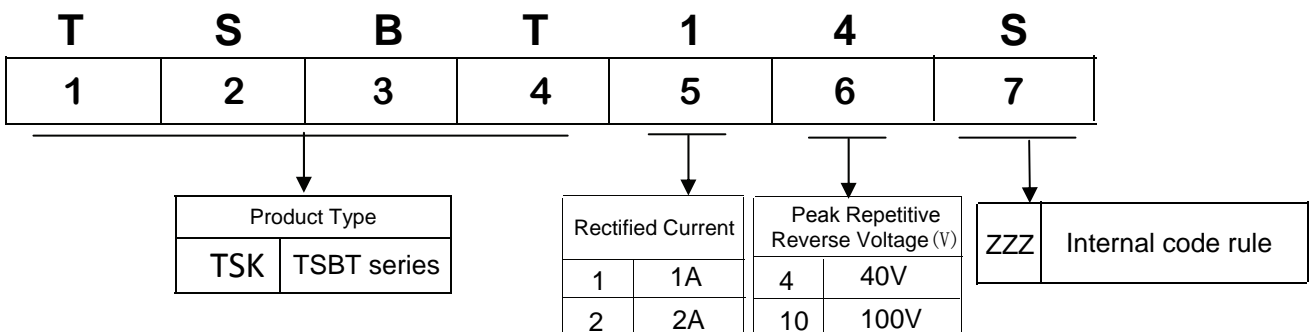 T S B T 1 4 S
1 2 3 4 5 6 7
Product Type
TSK TSBT series
Rectified Current
1 1A
2 2A
Peak Repetitive
Reverse Voltage(V)
4 40V
10 100V
ZZZ Internal code rule